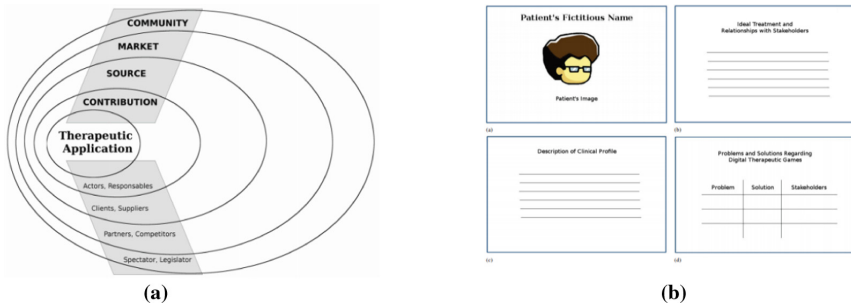 COMMUNITY
MARKET
SOURCE
CONTRIBUTION
Therapeutic
Application
Actors, Responsables
Clients, Suppliers
Partners, Competitors
Spectator, Legislator
(a)
Patient's Fictitious Name
Patient's Image
(a)
Ideal Treatment and
Relationships with Stakeholders
(b)
Description of Clinical Profile
(c)
Problems and Solutions Regarding
Digital Therapeutic Games
Problem Solution Stakeholders
(d)
(b)